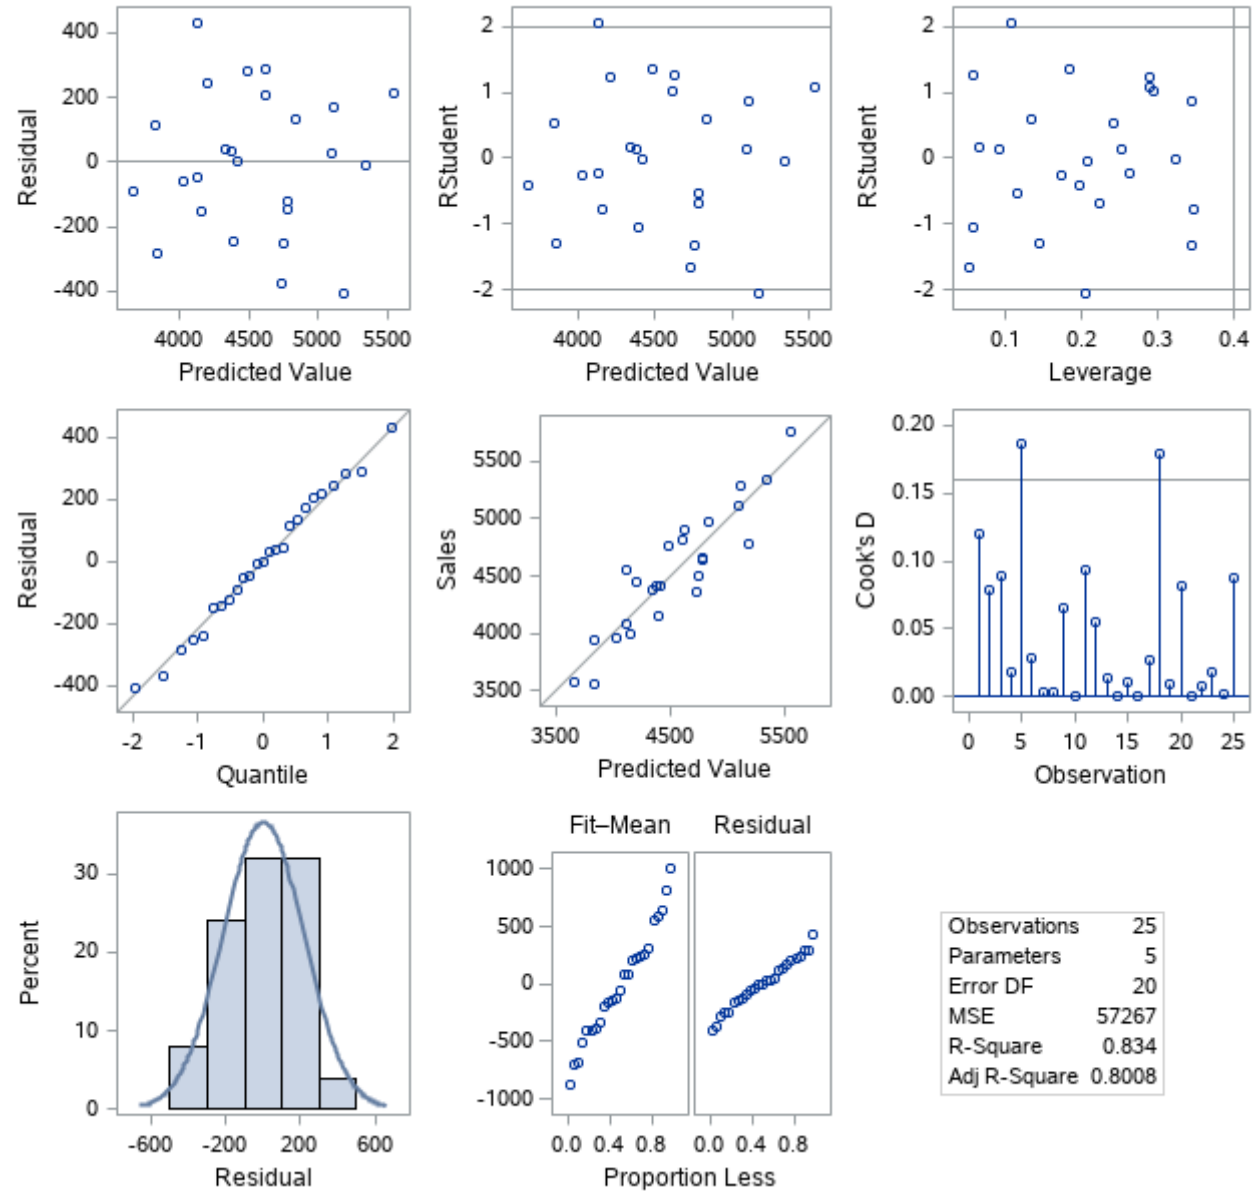 400
200
0
-200
-400
Residual
4000 4500 5000 5500
Predicted Value
2
1
0
-1
-2
RStudent
4000 4500 5000 5500
Predicted Value
2
1
0
-1
-2
RStudent
0.1 0.2 0.3 0.4
Leverage
400
200
0
-200
-400
Residual
-2 -1 0 1 2
Quantile
5500
5000
4500
4000
3500
Sales
3500 4500 5500
Predicted Value
0.20
0.15
0.10
0.05
0.00
Cook's D
0 5 10 15 20 25
Observation
30
20
10
0
Percent
-600 -200 200 600
Residual
Fit–Mean Residual
1000
500
0
-500
-1000
0.0 0.4 0.8 0.0 0.4 0.8
Proportion Less
Observations 25
Parameters 5
Error DF 20
MSE 57267
R-Square 0.834
Adj R-Square 0.8008